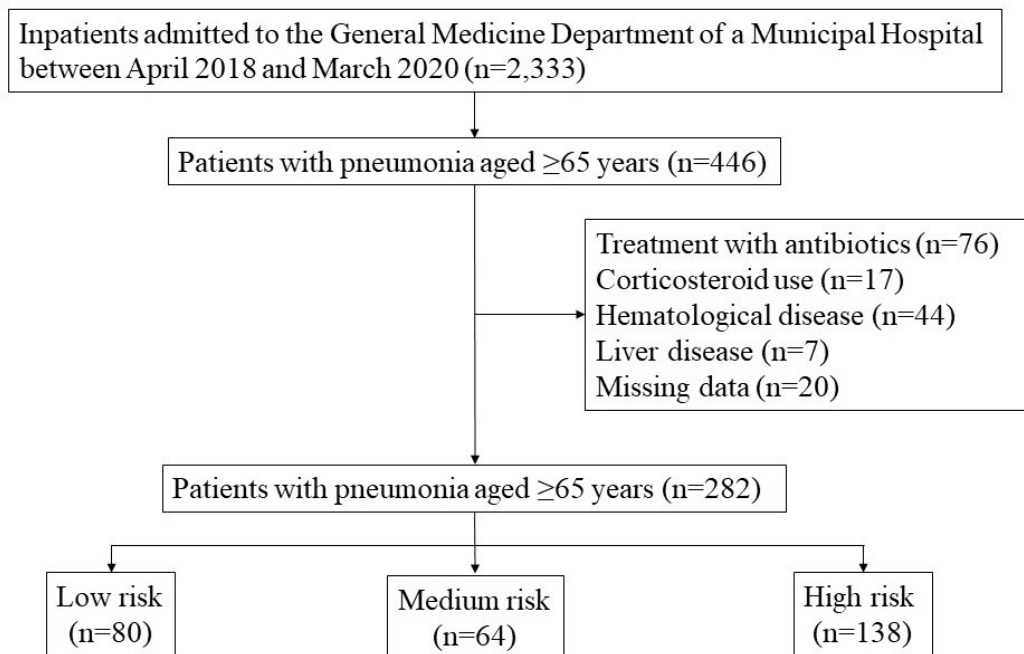 Inpatients admitted to the General Medicine Department of a Municipal Hospital
between April 2018 and March 2020 (n=2,333)
Patients with pneumonia aged ≥65 years (n=446)
Treatment with antibiotics (n=76)
Corticosteroid use (n=17)
Hematological disease (n=44)
Liver disease (n=7)
Missing data (n=20)
Patients with pneumonia aged ≥65 years (n=282)
Low risk
(n=80)
Medium risk
(n=64)
High risk
(n=138)